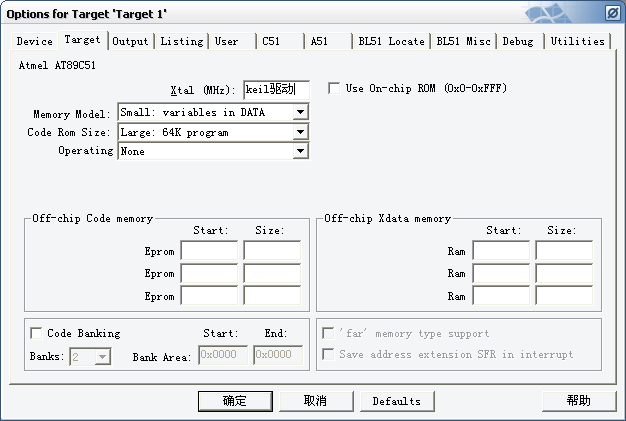 Options for Target 'Target 1'
Device Target Output Listing User C51 A51 BL51 Locate BL51 Misc Debug Utilities
Atmel AT89C51
Xtal (MHz): keil驱动 Use On-chip ROM (0x0-0xFFF)
Memory Model: Small: variables in DATA
Code Rom Size: Large: 64K program
Operating None
Off-chip Code memory
Start: Size:
Eprom
Eprom
Eprom
Off-chip Xdata memory
Start: Size:
Ram
Ram
Ram
Code Banking Start: End:
Banks: 2 Bank Area: 0x0000 0x0000
'far' memory type support
Save address extension SFR in interrupt
确定 取消 Defaults 帮助